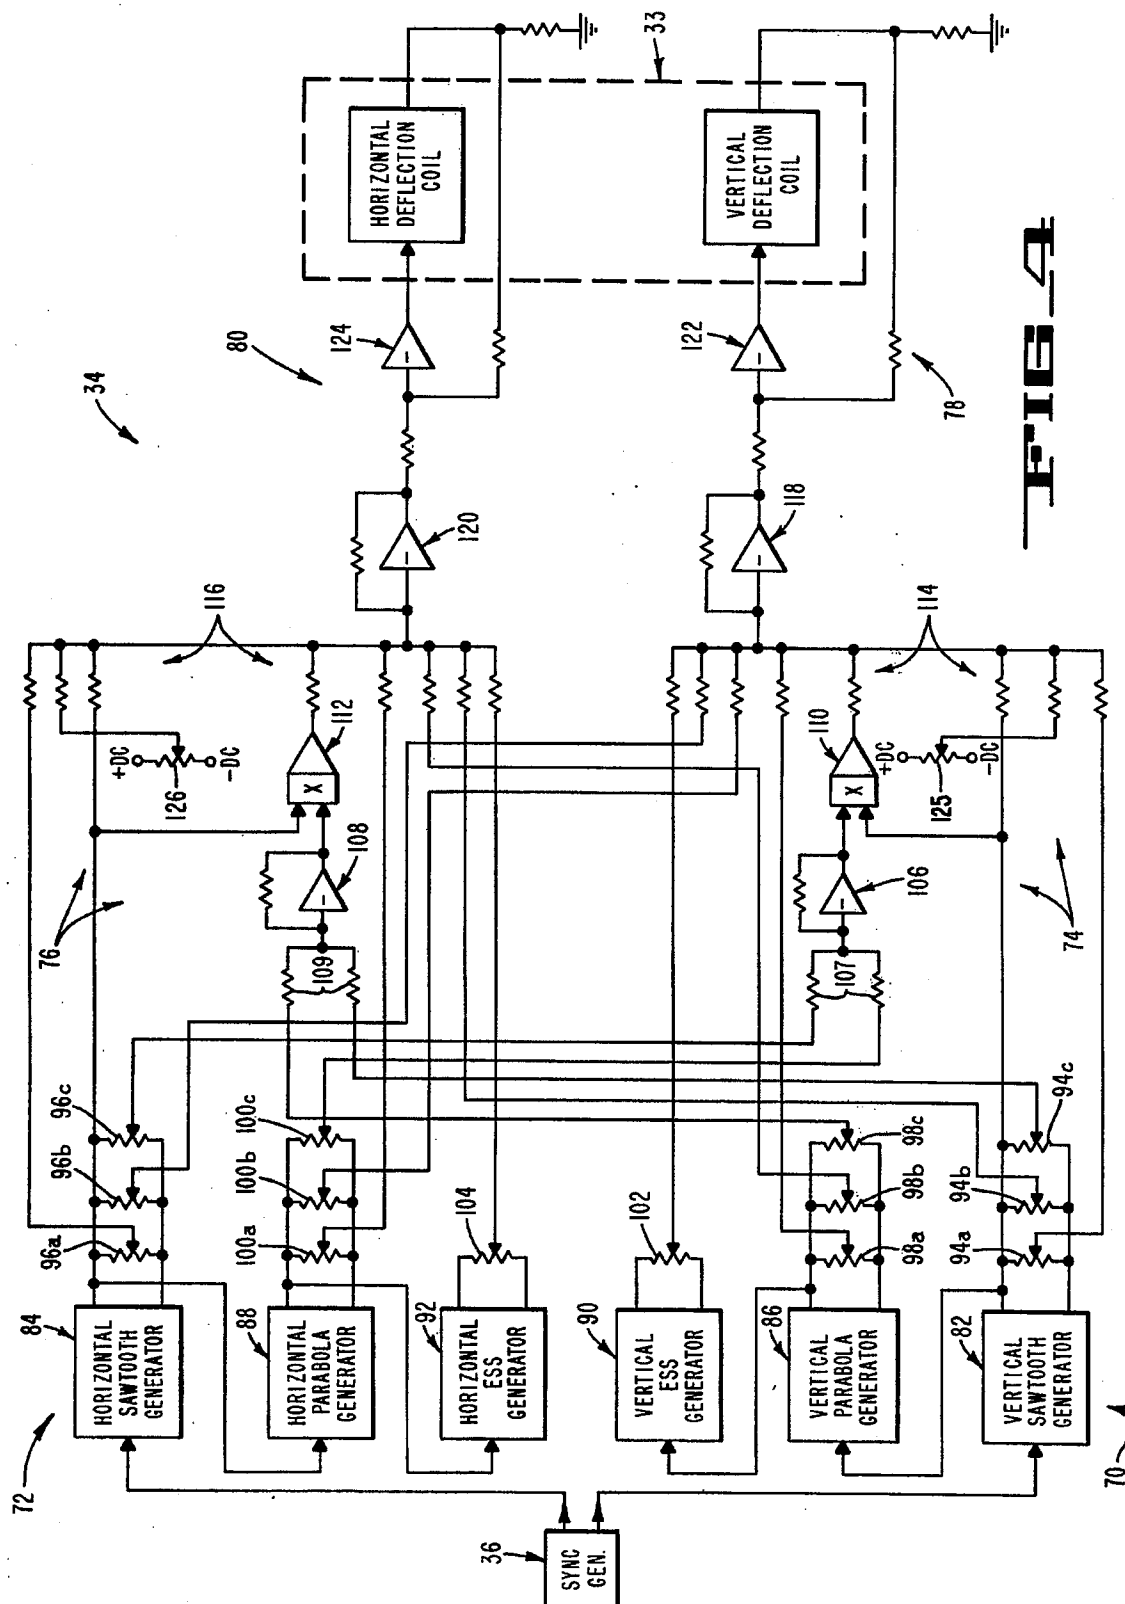 34
72
84
HORIZONTAL
SAWTOOTH
GENERATOR
96a
96b
96c
76
126
+DC
-DC
116
88
HORIZONTAL
PARABOLA
GENERATOR
100a
100b
100c
109
108
X
112
120
80
124
HORIZONTAL
DEFLECTION
COIL
33
92
HORIZONTAL
ESS
GENERATOR
104
36
SYNC
GEN.
90
VERTICAL
ESS
GENERATOR
102
86
VERTICAL
PARABOLA
GENERATOR
98a
98b
98c
107
106
X
110
118
122
VERTICAL
DEFLECTION
COIL
78
82
VERTICAL
SAWTOOTH
GENERATOR
94a
94b
94c
74
125
+DC
-DC
114
70
FIG_4